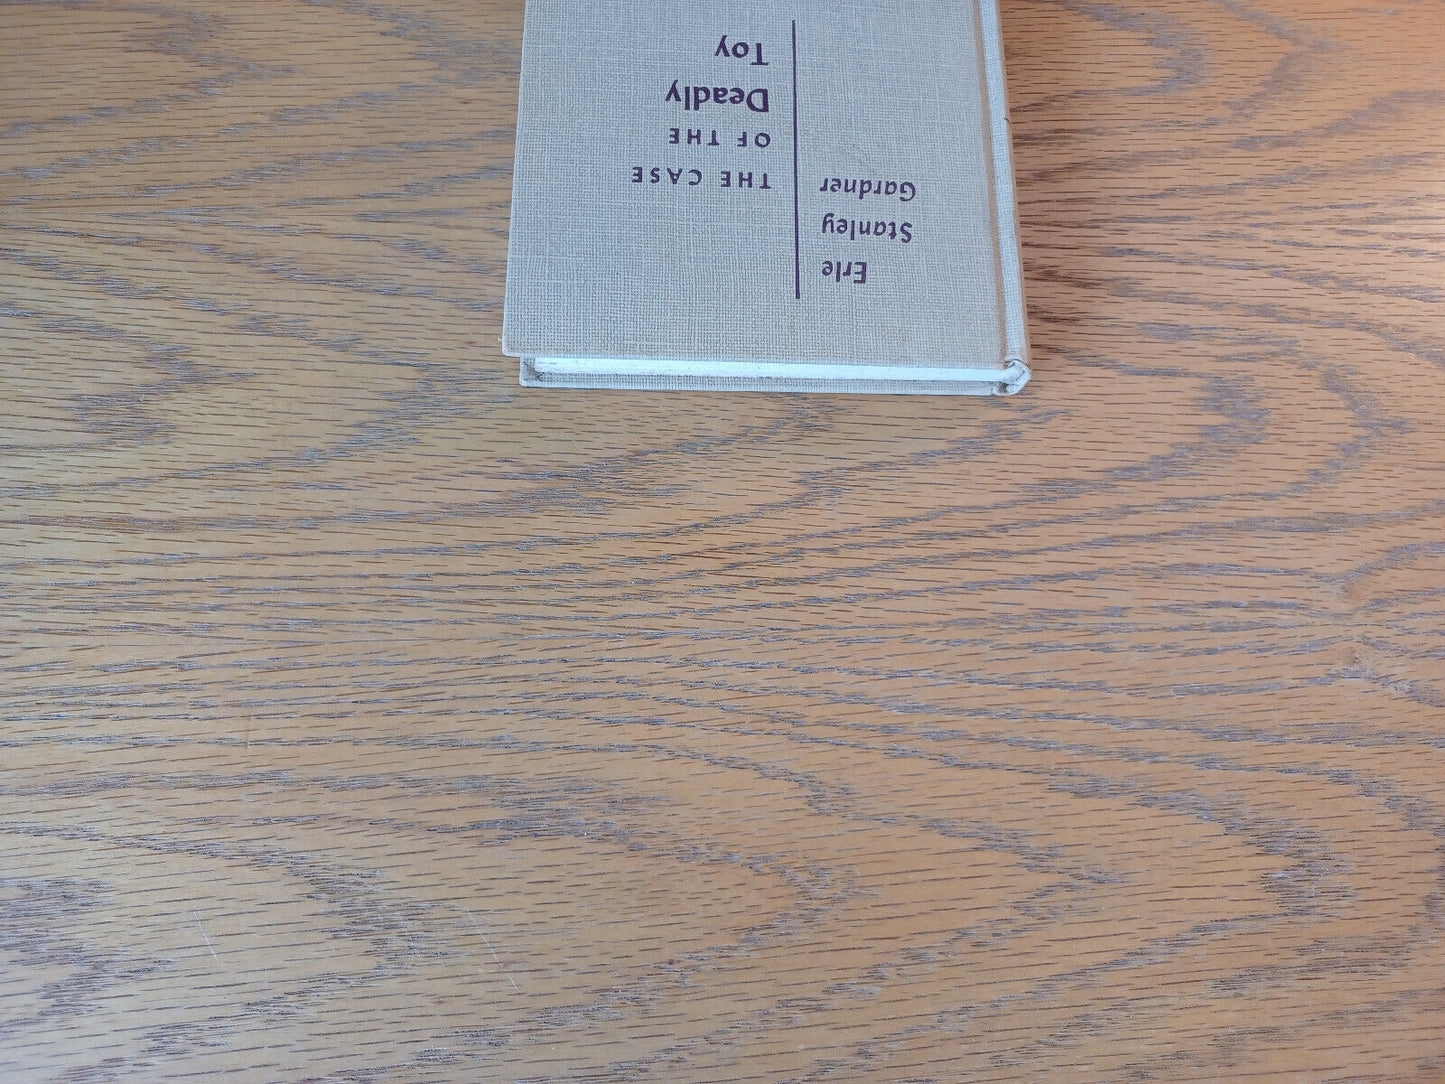 Erle
Stanley
Gardner
THE CASE
OF THE
Deadly
Toy